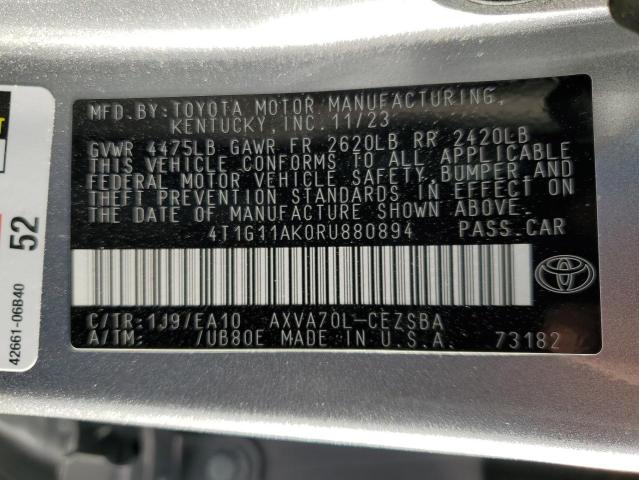 MFD.BY:TOYOTA MOTOR MANUFACTURING,
KENTUCKY, INC. 11/23
GVWR 4475LB GAWR FR 2620LB RR 2420LB
THIS VEHICLE CONFORMS TO ALL APPLICABLE
FEDERAL MOTOR VEHICLE SAFETY, BUMPER AND
THEFT PREVENTION STANDARDS IN EFFECT ON
THE DATE OF MANUFACTURE SHOWN ABOVE.
4T1G11AK0RU880894 PASS.CAR
C/TR:1J9/EA10 AXVA70L-CEZSBA
A/TM: /UB80E MADE IN U.S.A. 73182
52
42661-06B40